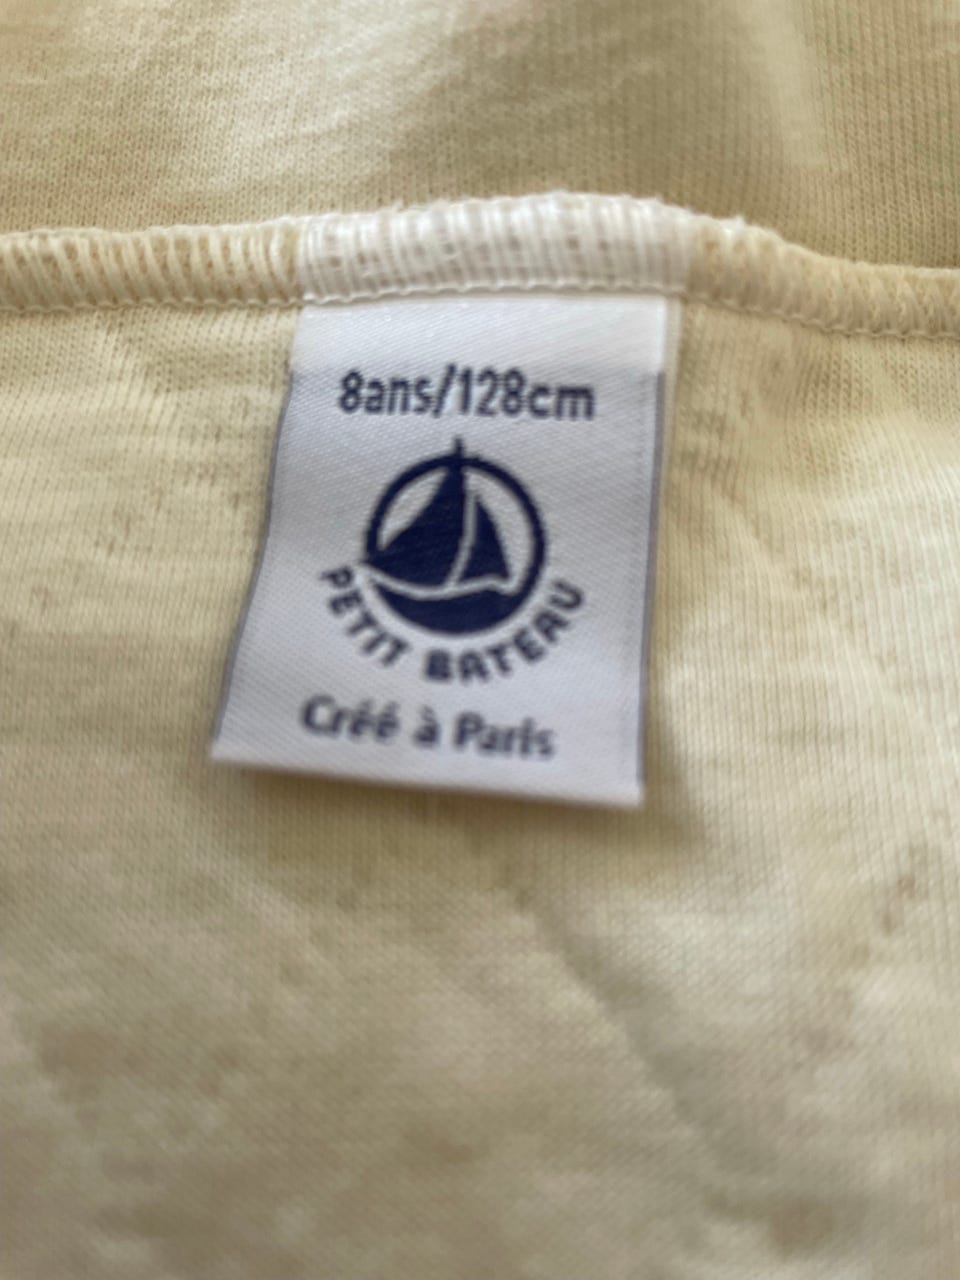 8ans/128cm
PETIT BATEAU
Créé à Paris